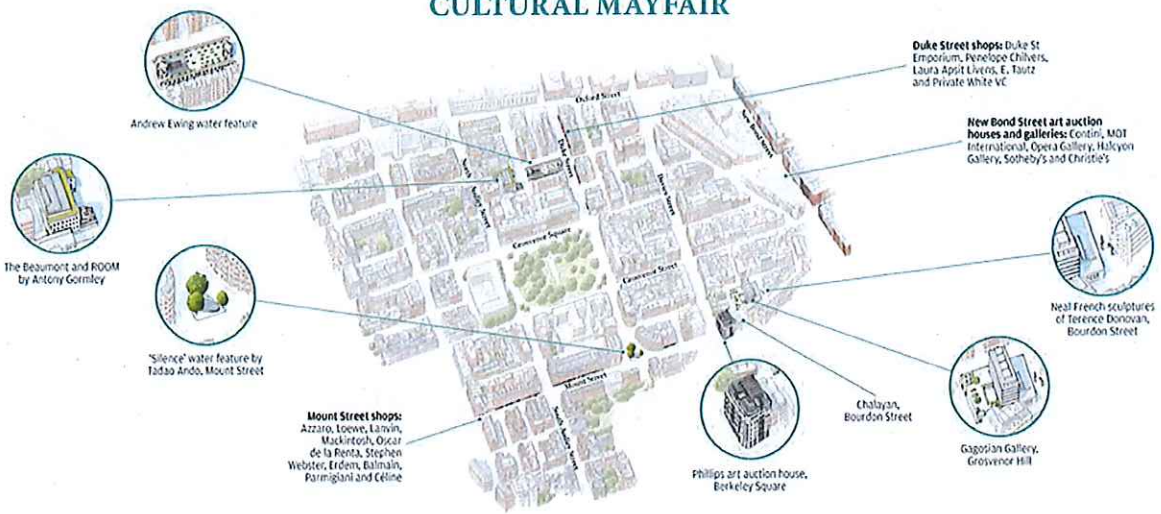 CULTURAL MAYFAIR
Andrew Ewing water feature
Duke Street shops: Duke St
Emporium, Penelope Chilvers,
Laura Apsit Livens, E. Tautz
and Private White VC
New Bond Street art auction
houses and galleries: Contini, MOT
International, Opera Gallery, Halcyon
Gallery, Sotheby's and Christie's
Oxford Street
New Bond Street
Duke Street
North Audley Street
Davies Street
Grosvenor Square
Grosvenor Street
The Beaumont and ROOM
by Antony Gormley
Neal French sculptures
of Terence Donovan,
Bourdon Street
'Silence' water feature by
Tadao Ando, Mount Street
Mount Street
South Audley Street
Mount Street shops:
Azzaro, Loewe, Lanvin,
Mackintosh, Oscar
de la Renta, Stephen
Webster, Erdem, Balmain,
Parmigiani and Céline
Chalayan,
Bourdon Street
Gagosian Gallery,
Grosvenor Hill
Phillips art auction house,
Berkeley Square